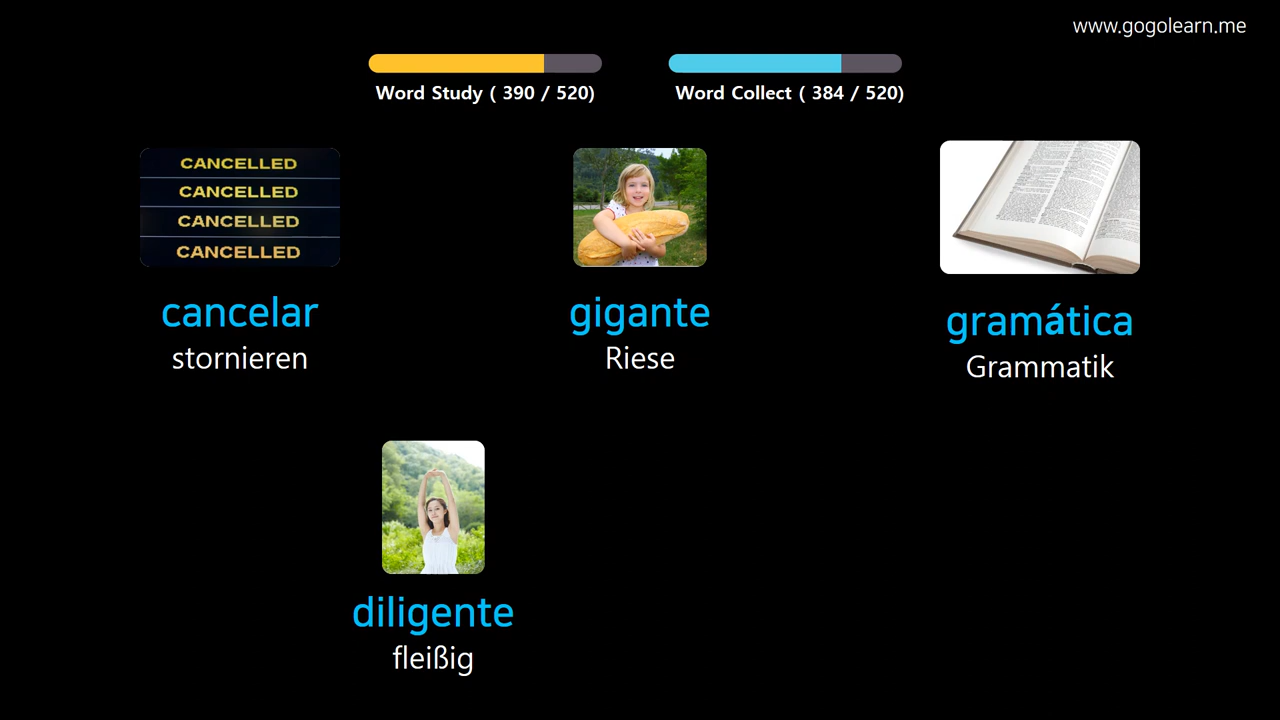 www.gogolearn.me
Word Study ( 390 / 520)
Word Collect ( 384 / 520)
CANCELLED
CANCELLED
CANCELLED
CANCELLED
cancelar
stornieren
gigante
Riese
gramática
Grammatik
diligente
fleißig